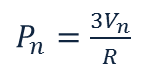 Pₙ = 3Vₙ/R